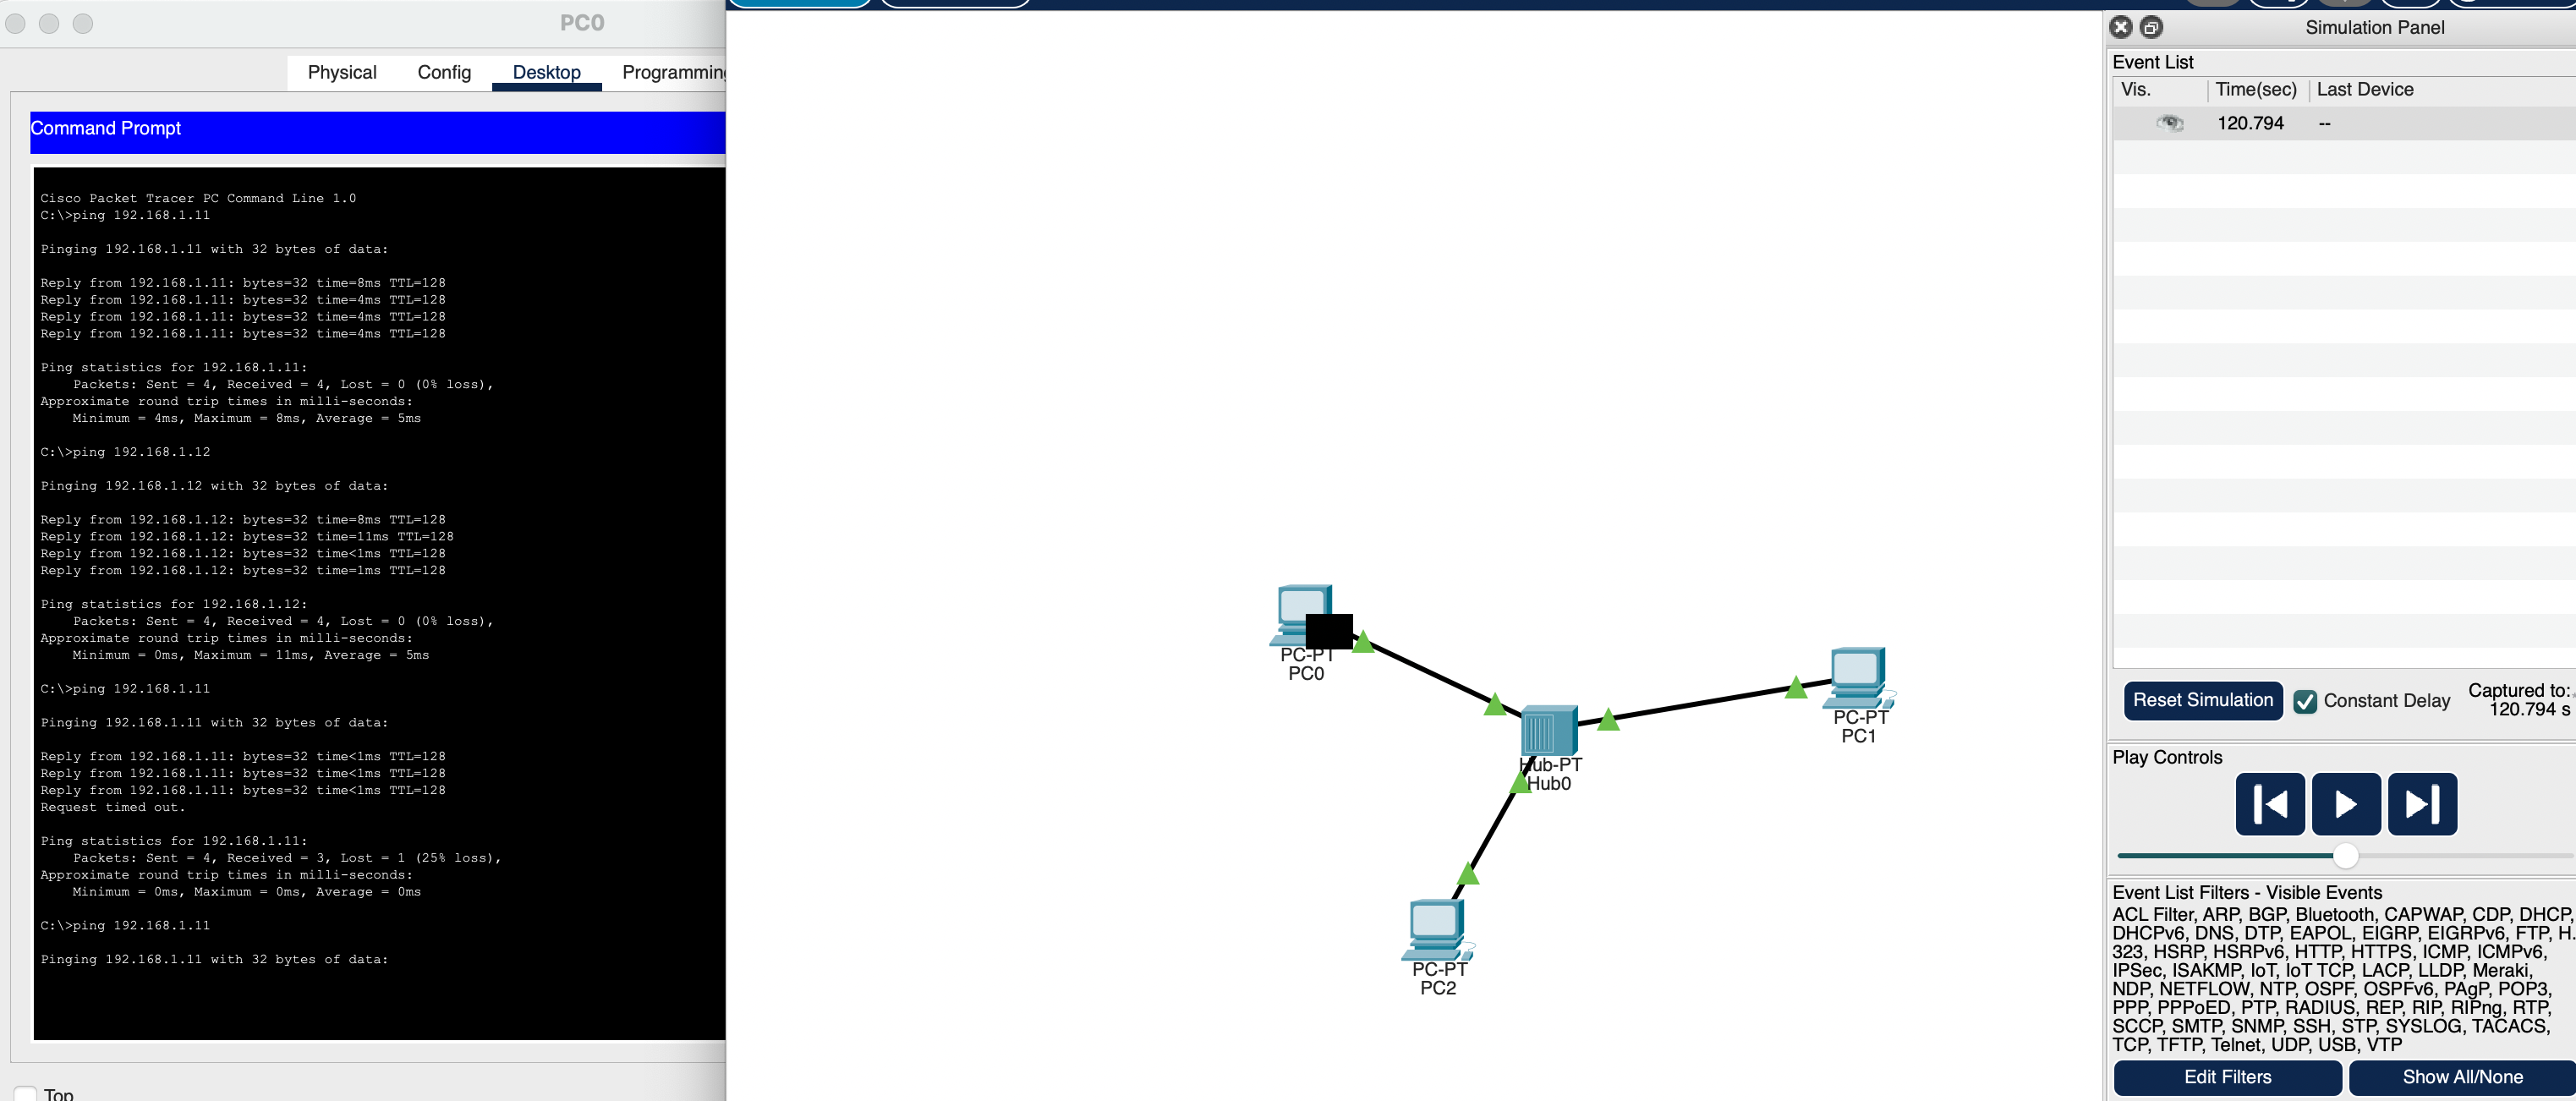 PC0
Physical Config Desktop Programming
Command Prompt
Cisco Packet Tracer PC Command Line 1.0
C:\>ping 192.168.1.11
Pinging 192.168.1.11 with 32 bytes of data:
Reply from 192.168.1.11: bytes=32 time=8ms TTL=128
Reply from 192.168.1.11: bytes=32 time=4ms TTL=128
Reply from 192.168.1.11: bytes=32 time=4ms TTL=128
Reply from 192.168.1.11: bytes=32 time=4ms TTL=128
Ping statistics for 192.168.1.11:
Packets: Sent = 4, Received = 4, Lost = 0 (0% loss),
Approximate round trip times in milli-seconds:
Minimum = 4ms, Maximum = 8ms, Average = 5ms
C:\>ping 192.168.1.12
Pinging 192.168.1.12 with 32 bytes of data:
Reply from 192.168.1.12: bytes=32 time=8ms TTL=128
Reply from 192.168.1.12: bytes=32 time=11ms TTL=128
Reply from 192.168.1.12: bytes=32 time<1ms TTL=128
Reply from 192.168.1.12: bytes=32 time=1ms TTL=128
Ping statistics for 192.168.1.12:
Packets: Sent = 4, Received = 4, Lost = 0 (0% loss),
Approximate round trip times in milli-seconds:
Minimum = 0ms, Maximum = 11ms, Average = 5ms
C:\>ping 192.168.1.11
Pinging 192.168.1.11 with 32 bytes of data:
Reply from 192.168.1.11: bytes=32 time<1ms TTL=128
Reply from 192.168.1.11: bytes=32 time<1ms TTL=128
Reply from 192.168.1.11: bytes=32 time<1ms TTL=128
Request timed out.
Ping statistics for 192.168.1.11:
Packets: Sent = 4, Received = 3, Lost = 1 (25% loss),
Approximate round trip times in milli-seconds:
Minimum = 0ms, Maximum = 0ms, Average = 0ms
C:\>ping 192.168.1.11
Pinging 192.168.1.11 with 32 bytes of data:
Top
PC-PT
PC0
PC-PT
PC1
Hub-PT
Hub0
PC-PT
PC2
Simulation Panel
Event List
Vis. Time(sec) Last Device
120.794 --
Reset Simulation Constant Delay Captured to:
120.794 s
Play Controls
Event List Filters - Visible Events
ACL Filter, ARP, BGP, Bluetooth, CAPWAP, CDP, DHCP,
DHCPv6, DNS, DTP, EAPOL, EIGRP, EIGRPv6, FTP, H.
323, HSRP, HSRPv6, HTTP, HTTPS, ICMP, ICMPv6,
IPSec, ISAKMP, IoT, IoT TCP, LACP, LLDP, Meraki,
NDP, NETFLOW, NTP, OSPF, OSPFv6, PAgP, POP3,
PPP, PPPoED, PTP, RADIUS, REP, RIP, RIPng, RTP,
SCCP, SMTP, SNMP, SSH, STP, SYSLOG, TACACS,
TCP, TFTP, Telnet, UDP, USB, VTP
Edit Filters Show All/None